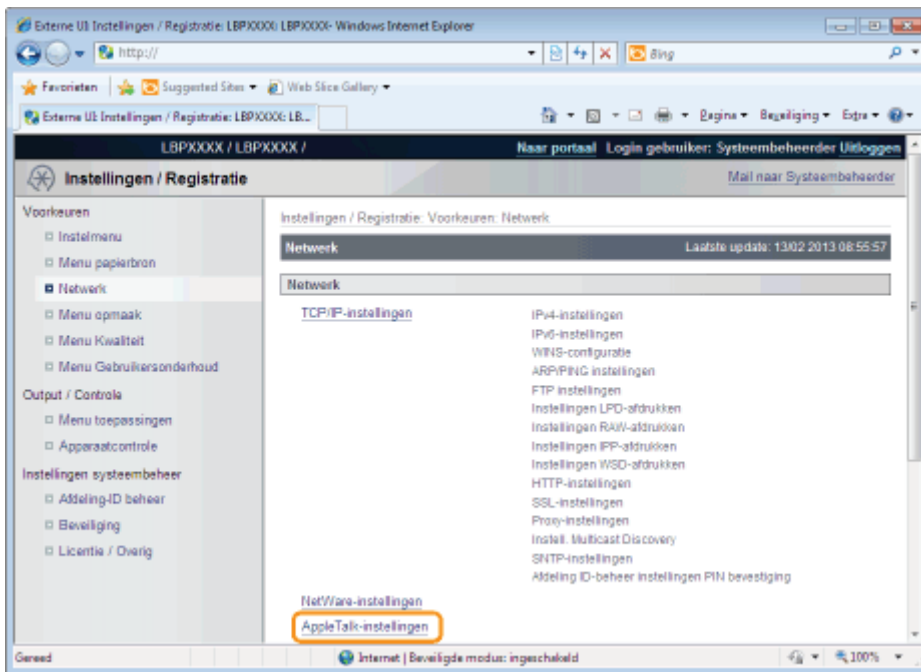 Externe UI: Instellingen / Registratie: LBPXXXX: LBPXXXX- Windows Internet Explorer
http://
Bing
Favorieten Suggested Sites Web Slice Gallery
Externe UI: Instellingen / Registratie: LBPXXXX: LB...
Pagina Beveiliging Extra
LBPXXXX / LBPXXXX /
Naar portaal Login gebruiker: Systeembeheerder Uitloggen
Instellingen / Registratie
Mail naar Systeembeheerder
Voorkeuren
Instelmenu
Menu papierbron
Netwerk
Menu opmaak
Menu Kwaliteit
Menu Gebruikersonderhoud
Output / Controle
Menu toepassingen
Apparaatcontrole
Instellingen systeembeheer
Afdeling-ID beheer
Beveiliging
Licentie / Overig
Instellingen / Registratie: Voorkeuren: Netwerk
Netwerk
Laatste update: 13/02 2013 08:55:57
Netwerk
TCP/IP-instellingen
IPv4-instellingen
IPv6-instellingen
WINS-configuratie
ARP/PING instellingen
FTP instellingen
Instellingen LPD-afdrukken
Instellingen RAW-afdrukken
Instellingen IPP-afdrukken
Instellingen WSD-afdrukken
HTTP-instellingen
SSL-instellingen
Proxy-instellingen
Instell. Multicast Discovery
SNTP-instellingen
Afdeling ID-beheer instellingen PIN bevestiging
NetWare-instellingen
AppleTalk-instellingen
Gereed
Internet | Beveiligde modus: ingeschakeld
100%